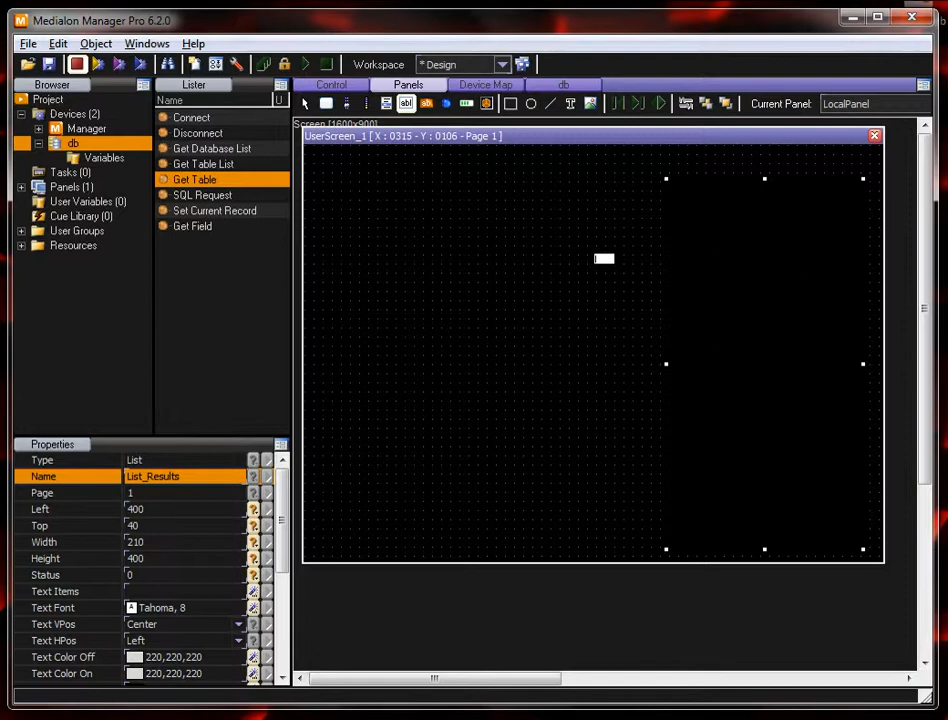 Medialon Manager Pro 6.2.0
File Edit Object Windows Help
Workspace * Design
Browser
Lister
Control Panels Device Map db
Project
Devices (2)
Manager
db
Variables
Tasks (0)
Panels (1)
User Variables (0)
Cue Library (0)
User Groups
Resources
Name U
Connect
Disconnect
Get Database List
Get Table List
Get Table
SQL Request
Set Current Record
Get Field
abI ab
Current Panel: LocalPanel
Screen [1600x900]
UserScreen_1 [ X : 0315 - Y : 0106 - Page 1 ]
Properties
Type List
Name List_Results
Page 1
Left 400
Top 40
Width 210
Height 400
Status 0
Text Items
Text Font A Tahoma, 8
Text VPos Center
Text HPos Left
Text Color Off 220,220,220
Text Color On 220,220,220